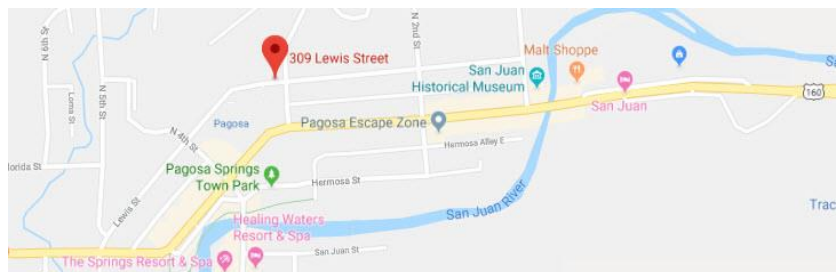 N 6th St
Loma St
N 5th St
N 4th St
309 Lewis Street
N 2nd St
Malt Shoppe
San Juan
Historical Museum
San Juan
160
Pagosa
Pagosa Escape Zone
Hermosa Alley E
Pagosa Springs
Town Park
lorida St
Hermosa St
Lewis St
San Juan River
Trac
Healing Waters
Resort & Spa
San Juan St
The Springs Resort & Spa